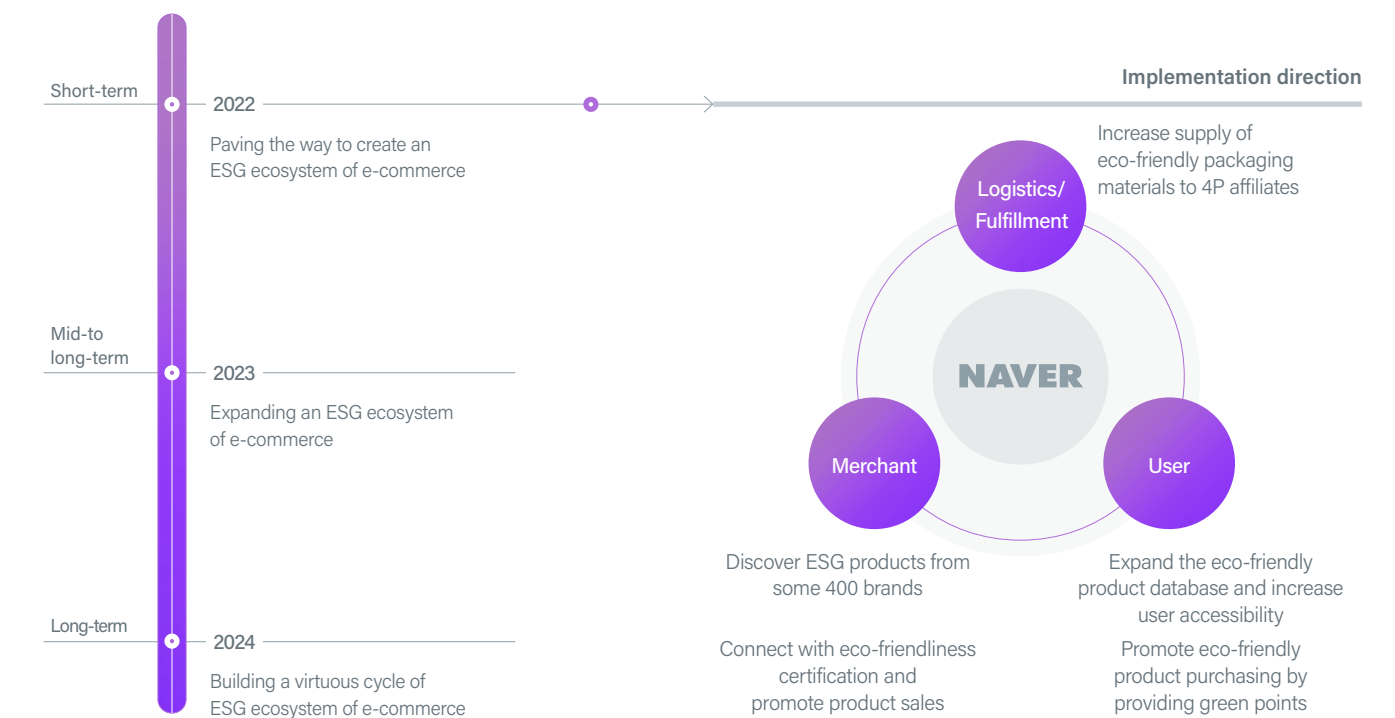 Short-term
2022
Paving the way to create an
ESG ecosystem of e-commerce
Mid-to
long-term
2023
Expanding an ESG ecosystem
of e-commerce
Long-term
2024
Building a virtuous cycle of
ESG ecosystem of e-commerce
Implementation direction
Logistics/
Fulfillment
Increase supply of
eco-friendly packaging
materials to 4P affiliates
NAVER
Merchant
User
Discover ESG products from
some 400 brands
Connect with eco-friendliness
certification and
promote product sales
Expand the eco-friendly
product database and increase
user accessibility
Promote eco-friendly
product purchasing by
providing green points